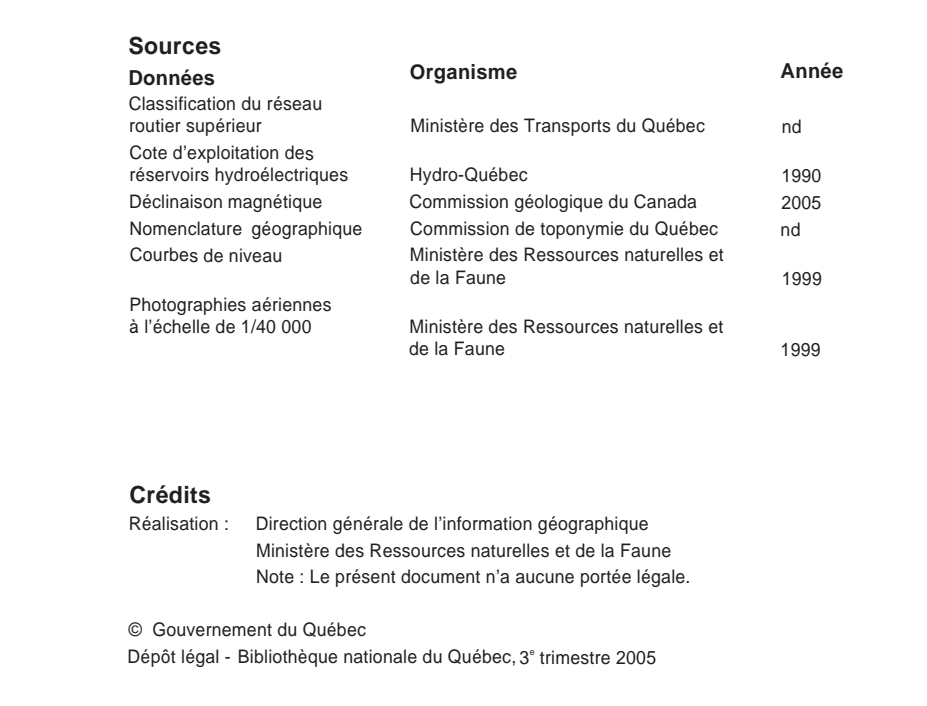 Sources
Données Organisme Année
Classification du réseau
routier supérieur Ministère des Transports du Québec nd
Cote d’exploitation des
réservoirs hydroélectriques Hydro-Québec 1990
Déclinaison magnétique Commission géologique du Canada 2005
Nomenclature géographique Commission de toponymie du Québec nd
Courbes de niveau Ministère des Ressources naturelles et
de la Faune 1999
Photographies aériennes
à l’échelle de 1/40 000 Ministère des Ressources naturelles et
de la Faune 1999
Crédits
Réalisation : Direction générale de l’information géographique
Ministère des Ressources naturelles et de la Faune
Note : Le présent document n’a aucune portée légale.
© Gouvernement du Québec
Dépôt légal - Bibliothèque nationale du Québec, 3e trimestre 2005